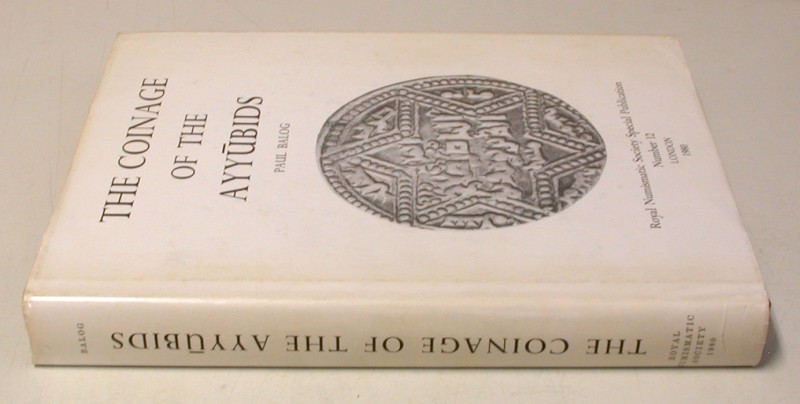 THE COINAGE
OF THE
AYYŪBIDS
PAUL BALOG
Royal Numismatic Society Special Publication
Number 12
LONDON
1980
BALOG
THE COINAGE OF THE AYYŪBIDS
ROYAL
NUMISMATIC
SOCIETY
1980